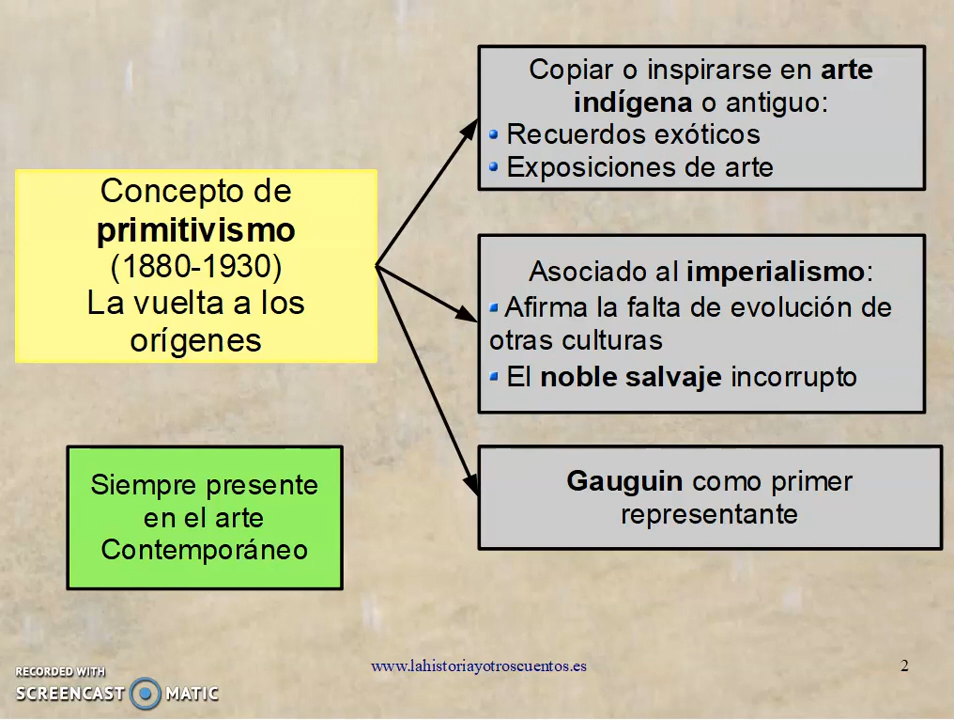 Concepto de
primitivismo
(1880-1930)
La vuelta a los
orígenes
Copiar o inspirarse en arte
indígena o antiguo:
Recuerdos exóticos
Exposiciones de arte
Asociado al imperialismo:
Afirma la falta de evolución de
otras culturas
El noble salvaje incorrupto
Gauguin como primer
representante
Siempre presente
en el arte
Contemporáneo
www.lahistoriayotroscuentos.es
2
RECORDED WITH
SCREENCAST MATIC